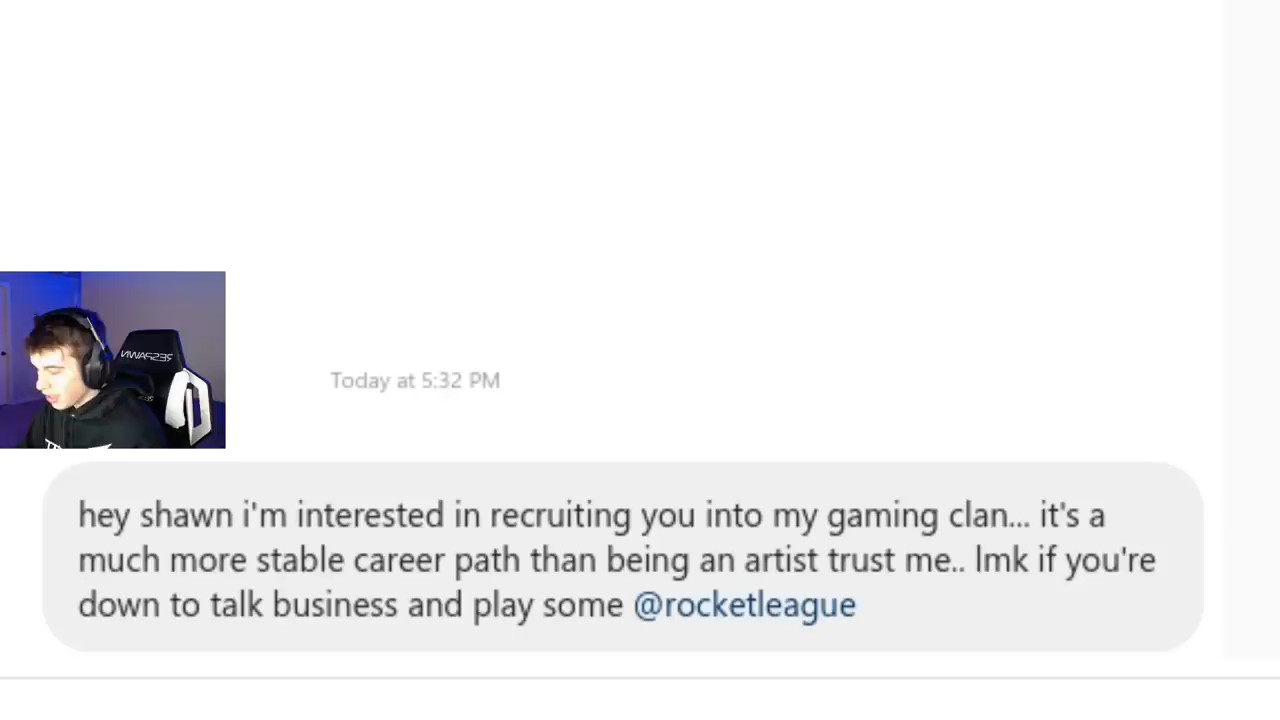 Today at 5:32 PM
RESPAWN
hey shawn i'm interested in recruiting you into my gaming clan... it's a
much more stable career path than being an artist trust me.. lmk if you're
down to talk business and play some @rocketleague